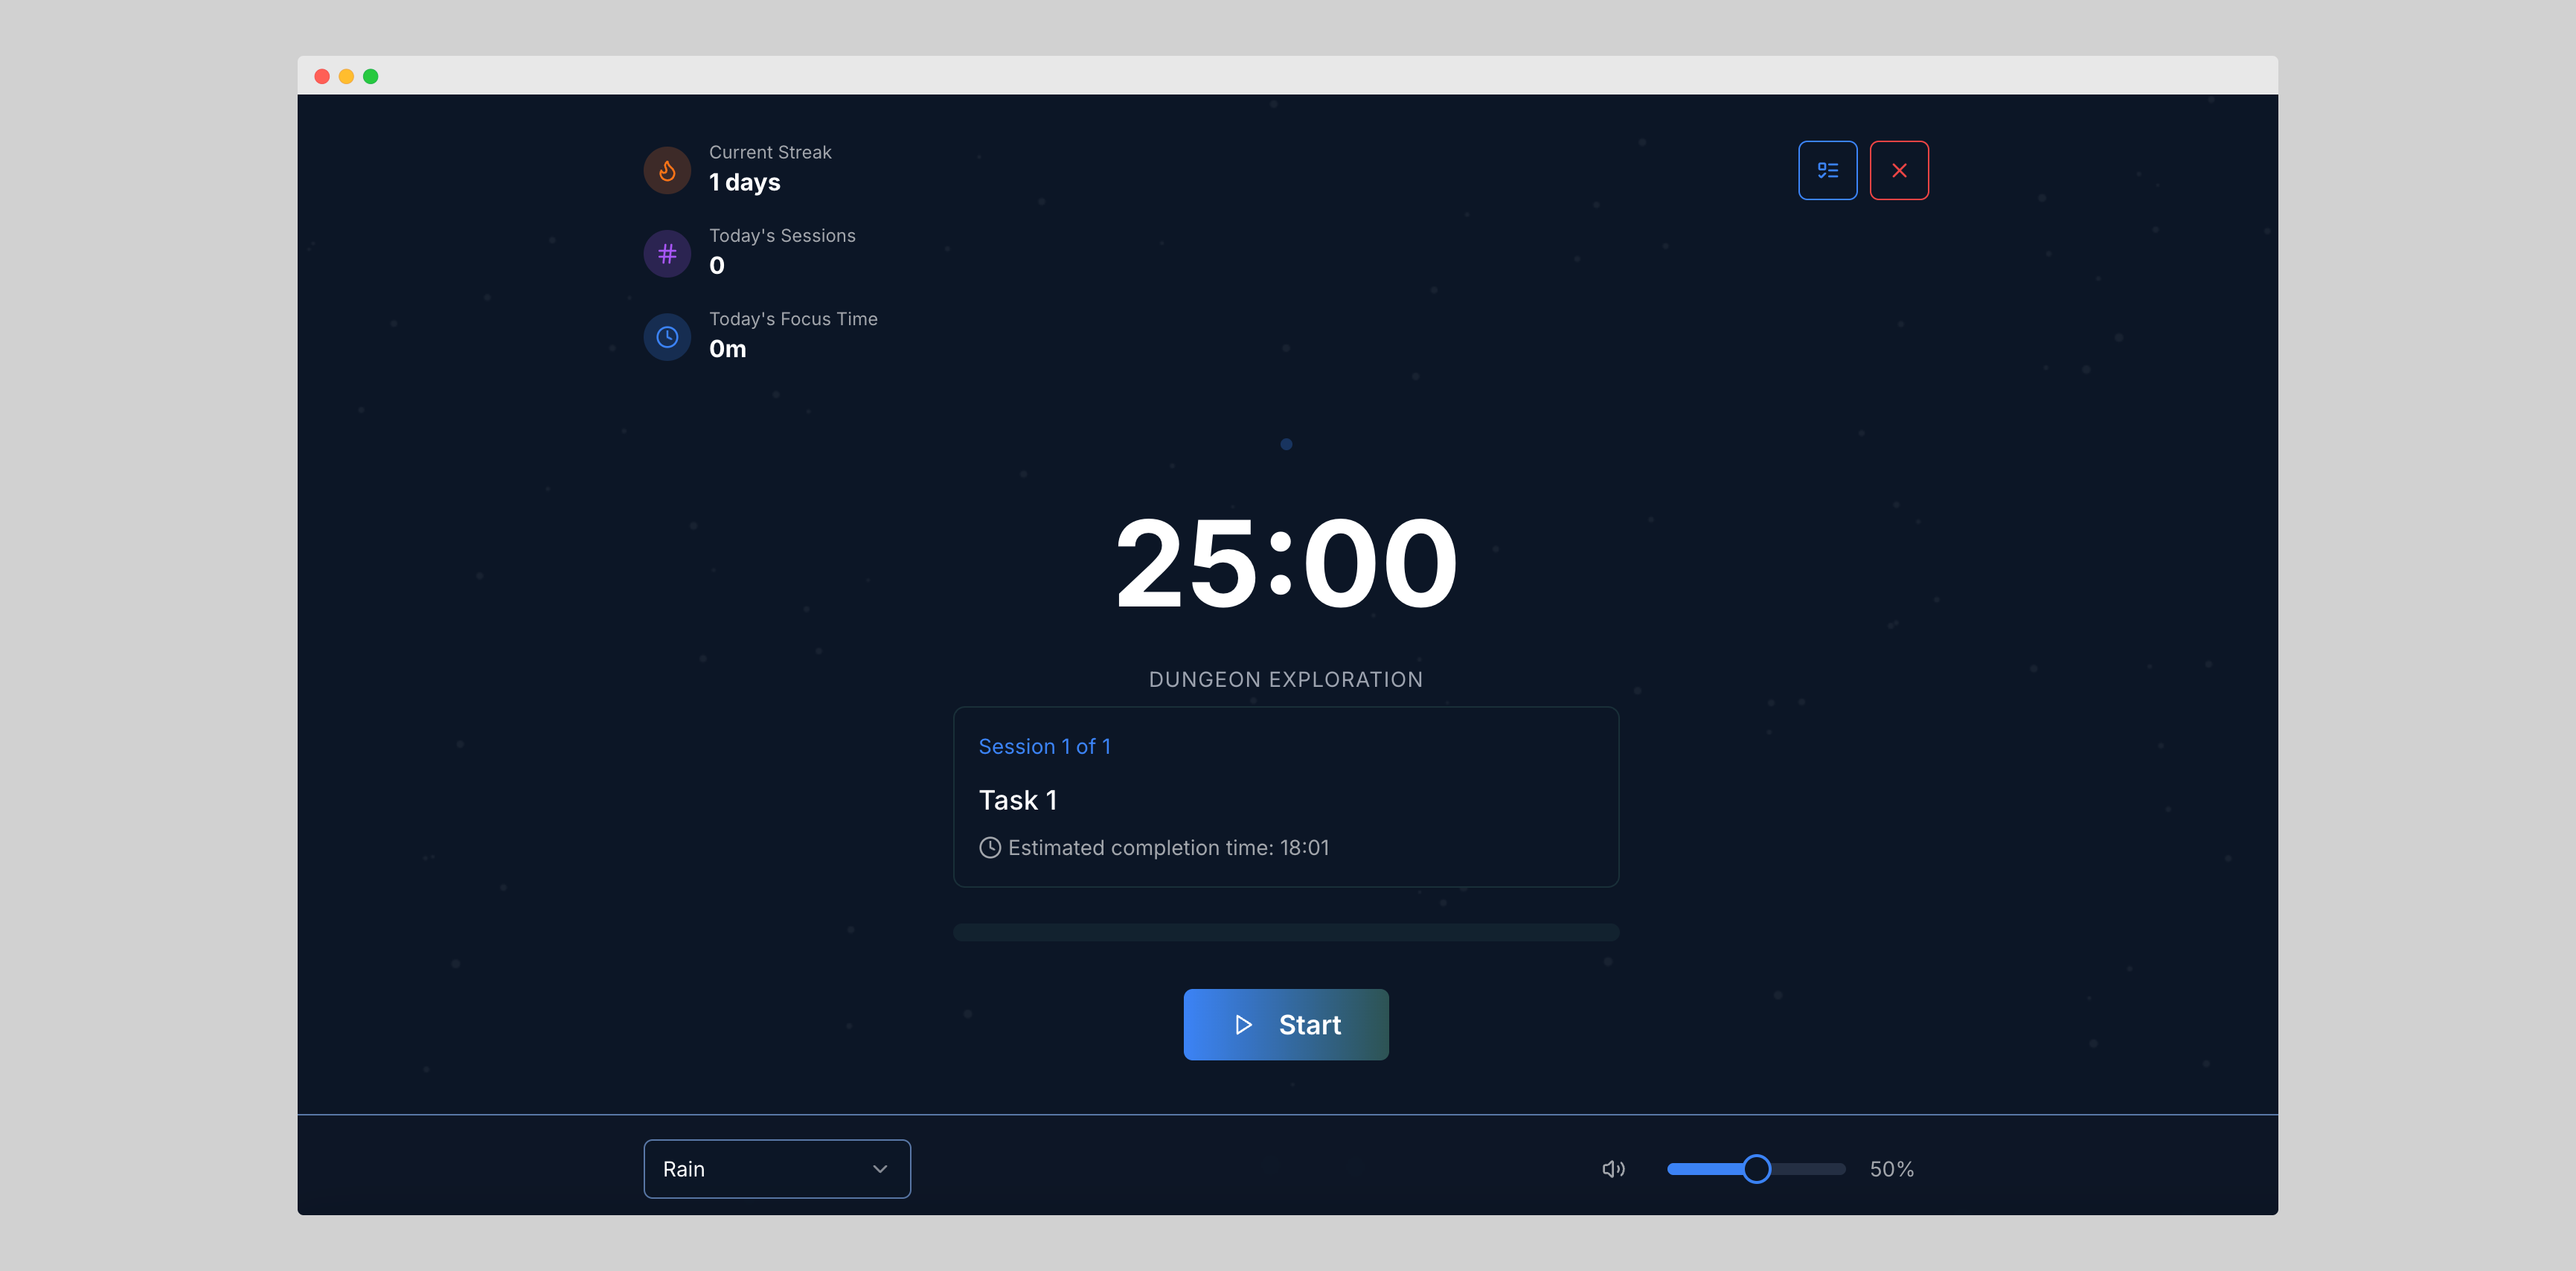 Current Streak
1 days
Today's Sessions
0
Today's Focus Time
0m
25:00
DUNGEON EXPLORATION
Session 1 of 1
Task 1
Estimated completion time: 18:01
Start
Rain
50%